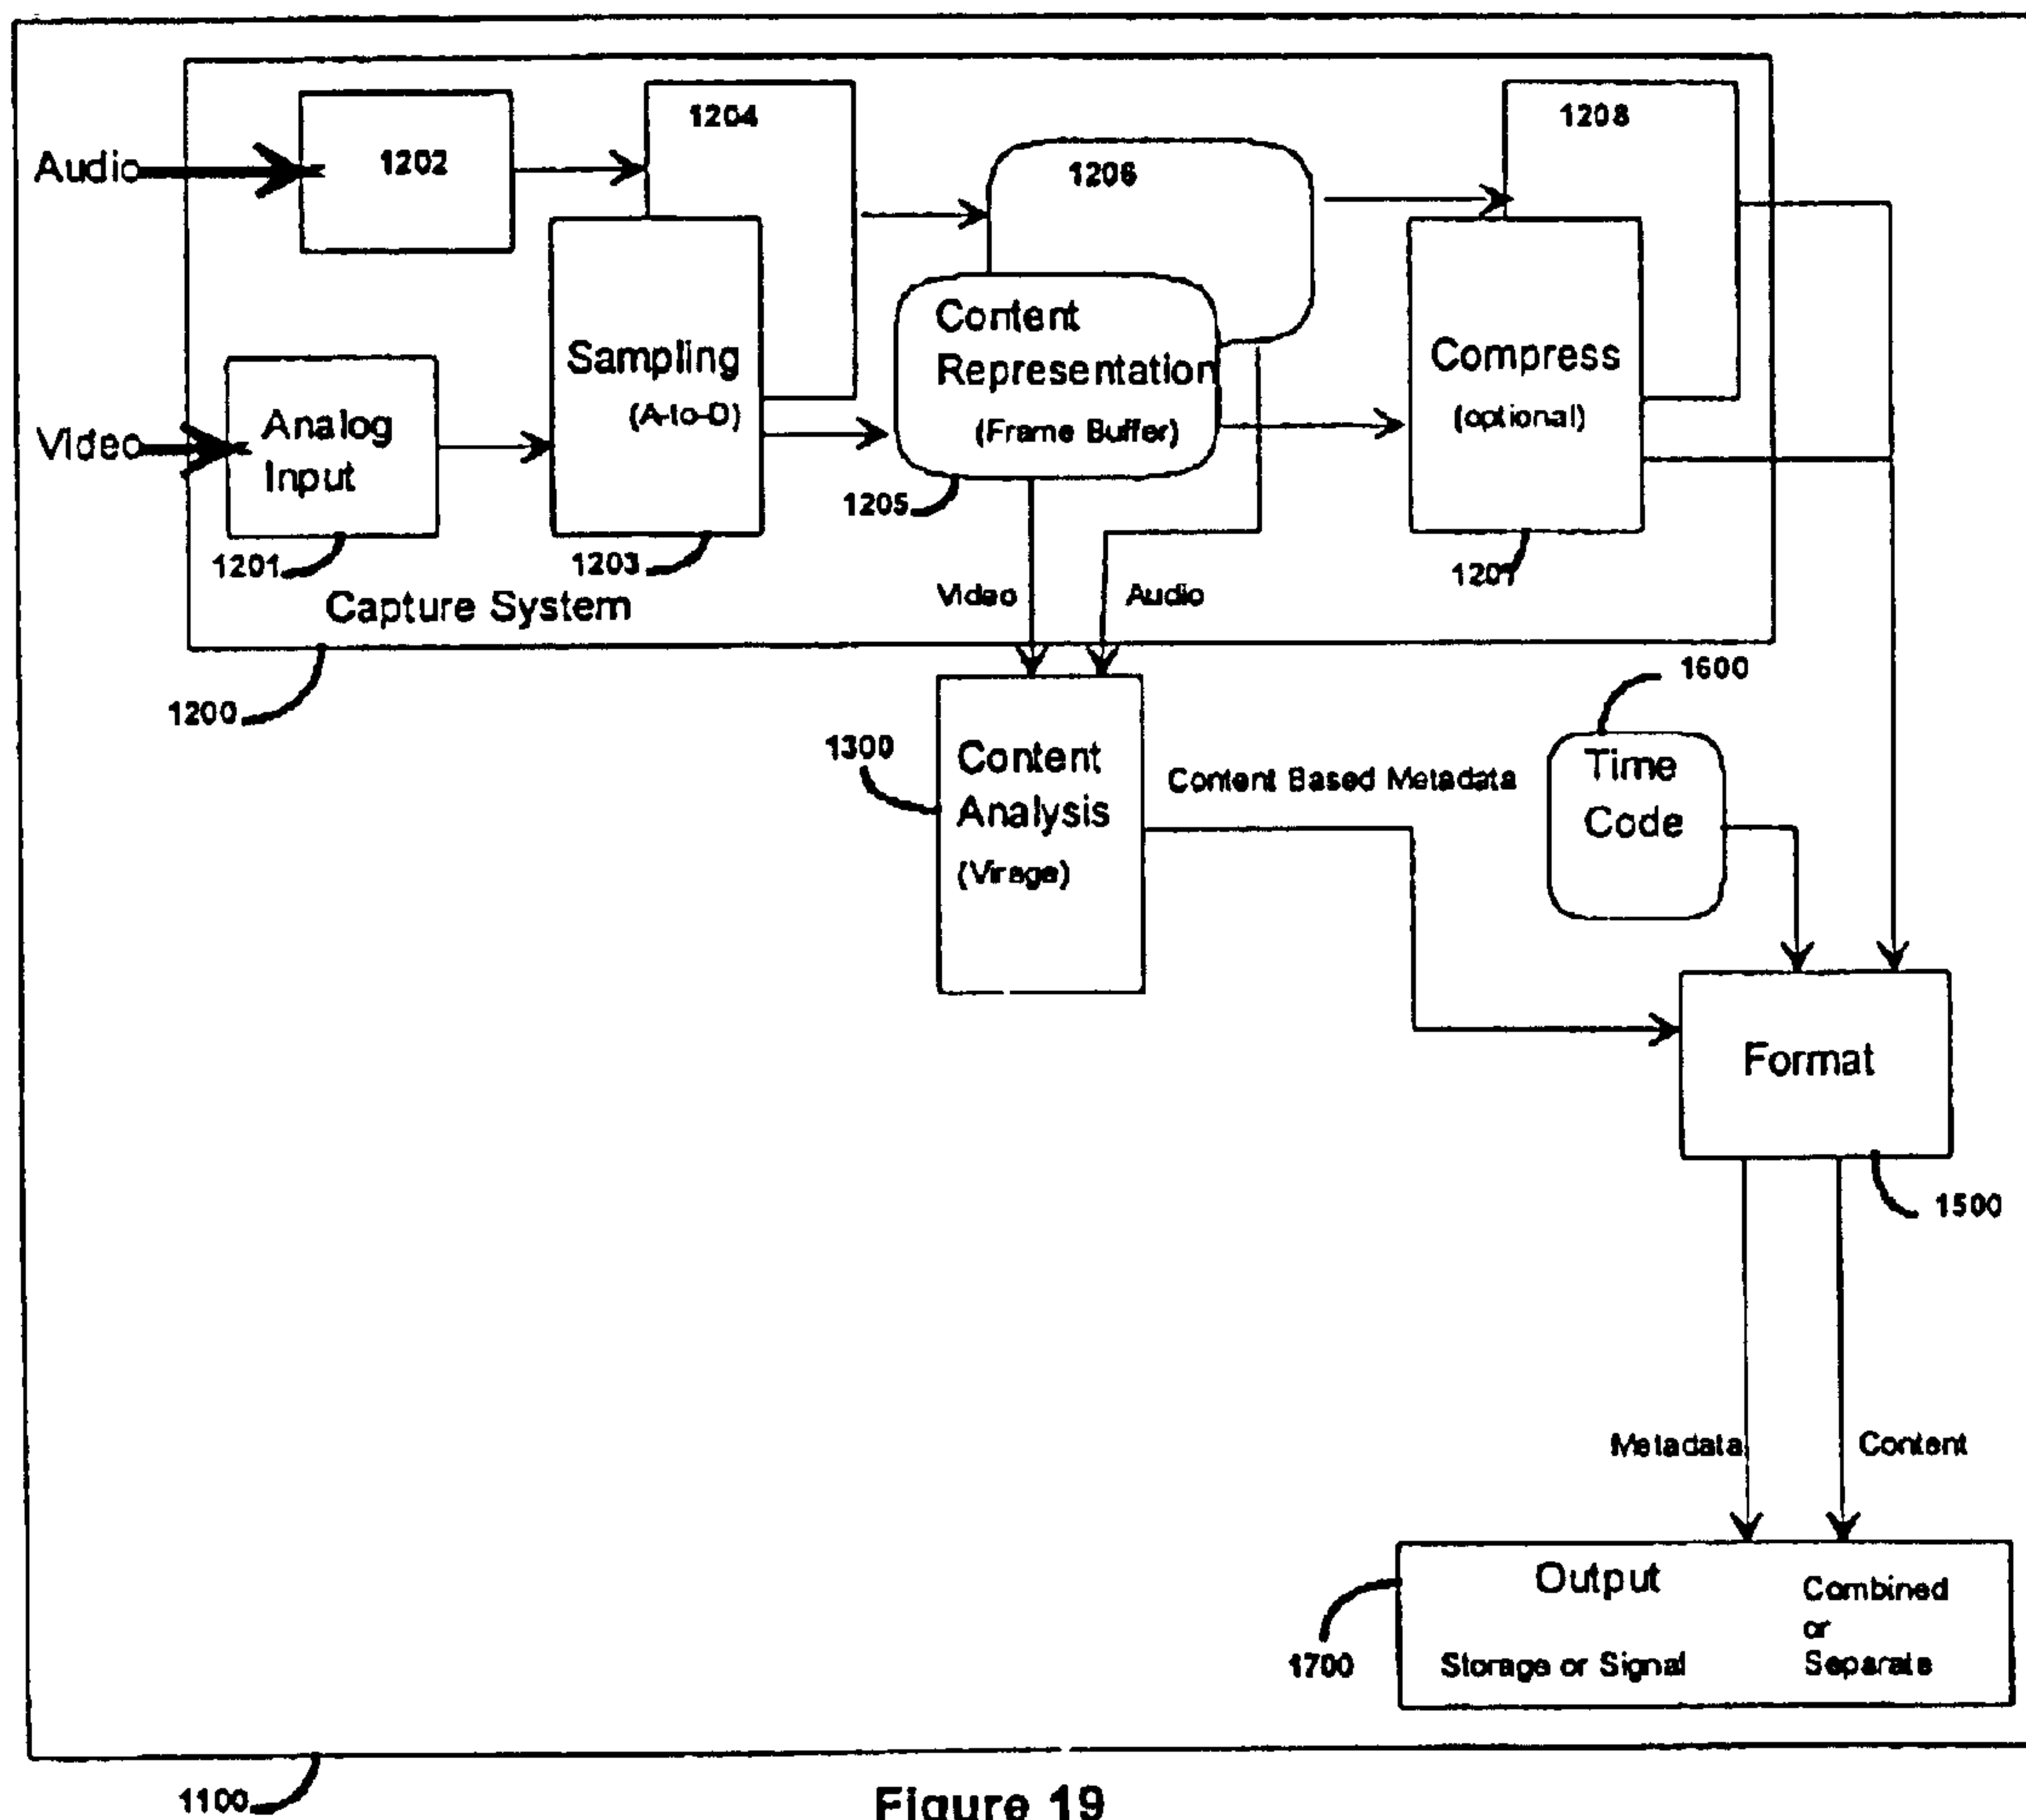 1204
1208
Audio
1202
1206
Content
Representation
(Frame Buffer)
Sampling
(A-to-D)
Compress
(optional)
Video
Analog
Input
1205
1201
1203
1207
Video
Audio
Capture System
1200
1600
1300
Content
Analysis
(Virage)
Content Based Metadata
Time
Code
Format
1500
Metadata
Content
Output
Combined
or
Separate
1700
Storage or Signal
1100
Figure 19